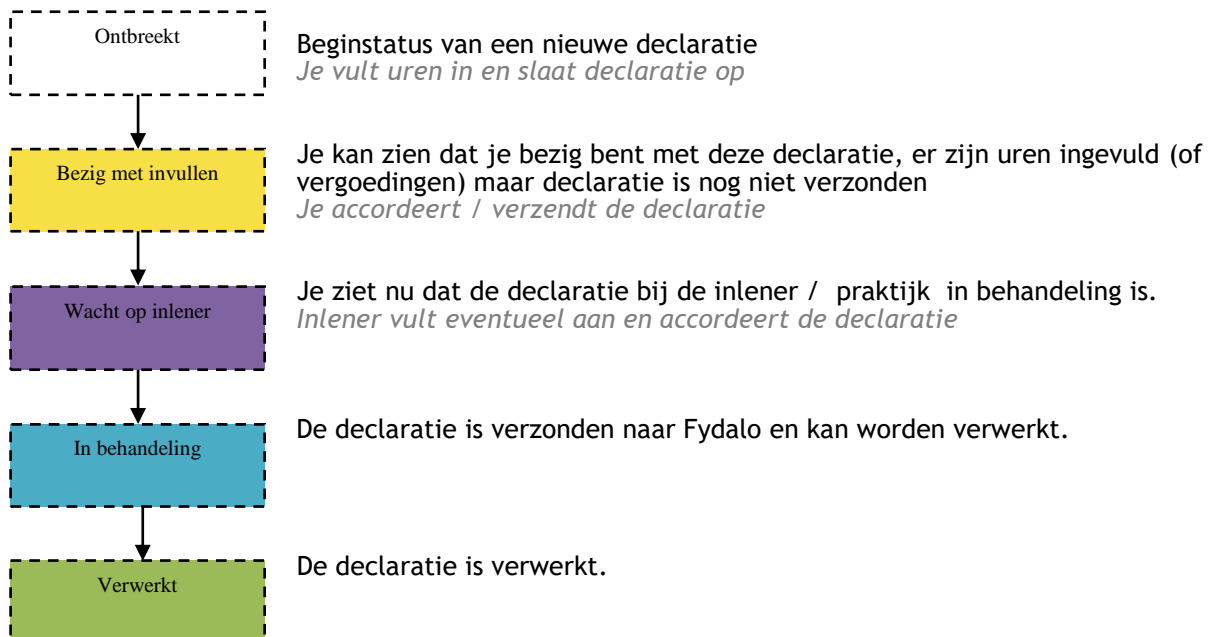 Ontbreekt
Beginstatus van een nieuwe declaratie
Je vult uren in en slaat declaratie op
Bezig met invullen
Je kan zien dat je bezig bent met deze declaratie, er zijn uren ingevuld (of
vergoedingen) maar declaratie is nog niet verzonden
Je accordeert / verzendt de declaratie
Wacht op inlener
Je ziet nu dat de declaratie bij de inlener / praktijk in behandeling is.
Inlener vult eventueel aan en accordeert de declaratie
In behandeling
De declaratie is verzonden naar Fydalo en kan worden verwerkt.
Verwerkt
De declaratie is verwerkt.